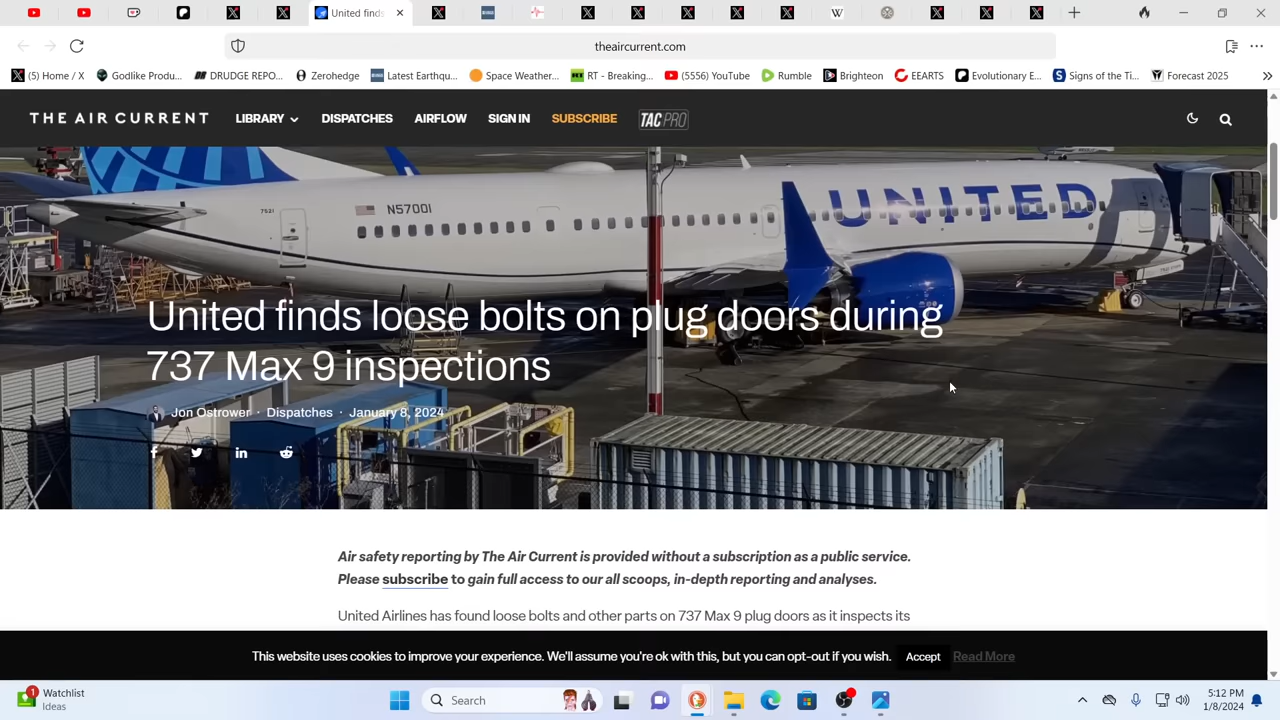 United finds
theaircurrent.com
(5) Home / X
Godlike Produ...
DRUDGE REPO...
Zerohedge
Latest Earthqu...
Space Weather...
RT - Breaking...
(5556) YouTube
Rumble
Brighteon
EEARTS
Evolutionary E...
Signs of the Ti...
Forecast 2025
THE AIR CURRENT
LIBRARY
DISPATCHES
AIRFLOW
SIGN IN
SUBSCRIBE
TAC PRO
N57001
7521
UNITED
United finds loose bolts on plug doors during
737 Max 9 inspections
Jon Ostrower · Dispatches · January 8, 2024
Air safety reporting by The Air Current is provided without a subscription as a public service.
Please subscribe to gain full access to our all scoops, in-depth reporting and analyses.
United Airlines has found loose bolts and other parts on 737 Max 9 plug doors as it inspects its
This website uses cookies to improve your experience. We'll assume you're ok with this, but you can opt-out if you wish.
Accept
Read More
1
Watchlist
Ideas
Search
5:12 PM
1/8/2024